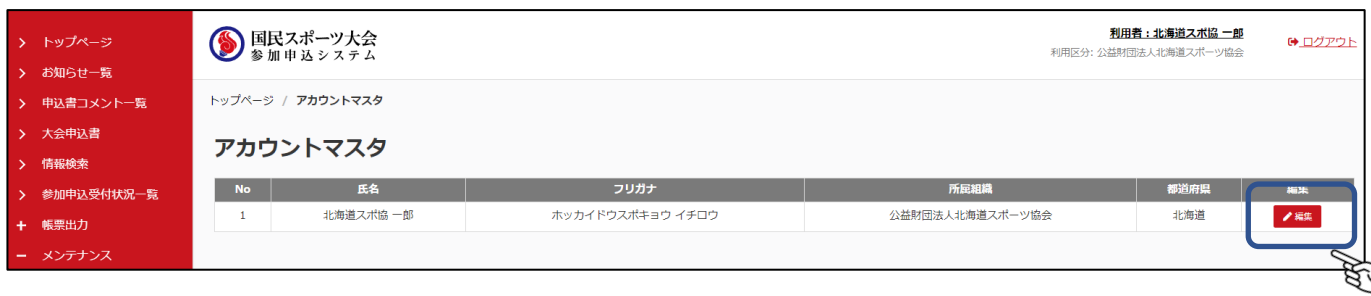 トップページ
お知らせ一覧
申込書コメント一覧
大会申込書
情報検索
参加申込受付状況一覧
帳票出力
メンテナンス
国民スポーツ大会
参加申込システム
利用者：北海道スポ協 一郎
利用区分: 公益財団法人北海道スポーツ協会
ログアウト
トップページ / アカウントマスタ
アカウントマスタ
No 氏名 フリガナ 所属組織 都道府県 編集
1 北海道スポ協 一郎 ホッカイドウスポキョウ イチロウ 公益財団法人北海道スポーツ協会 北海道 編集